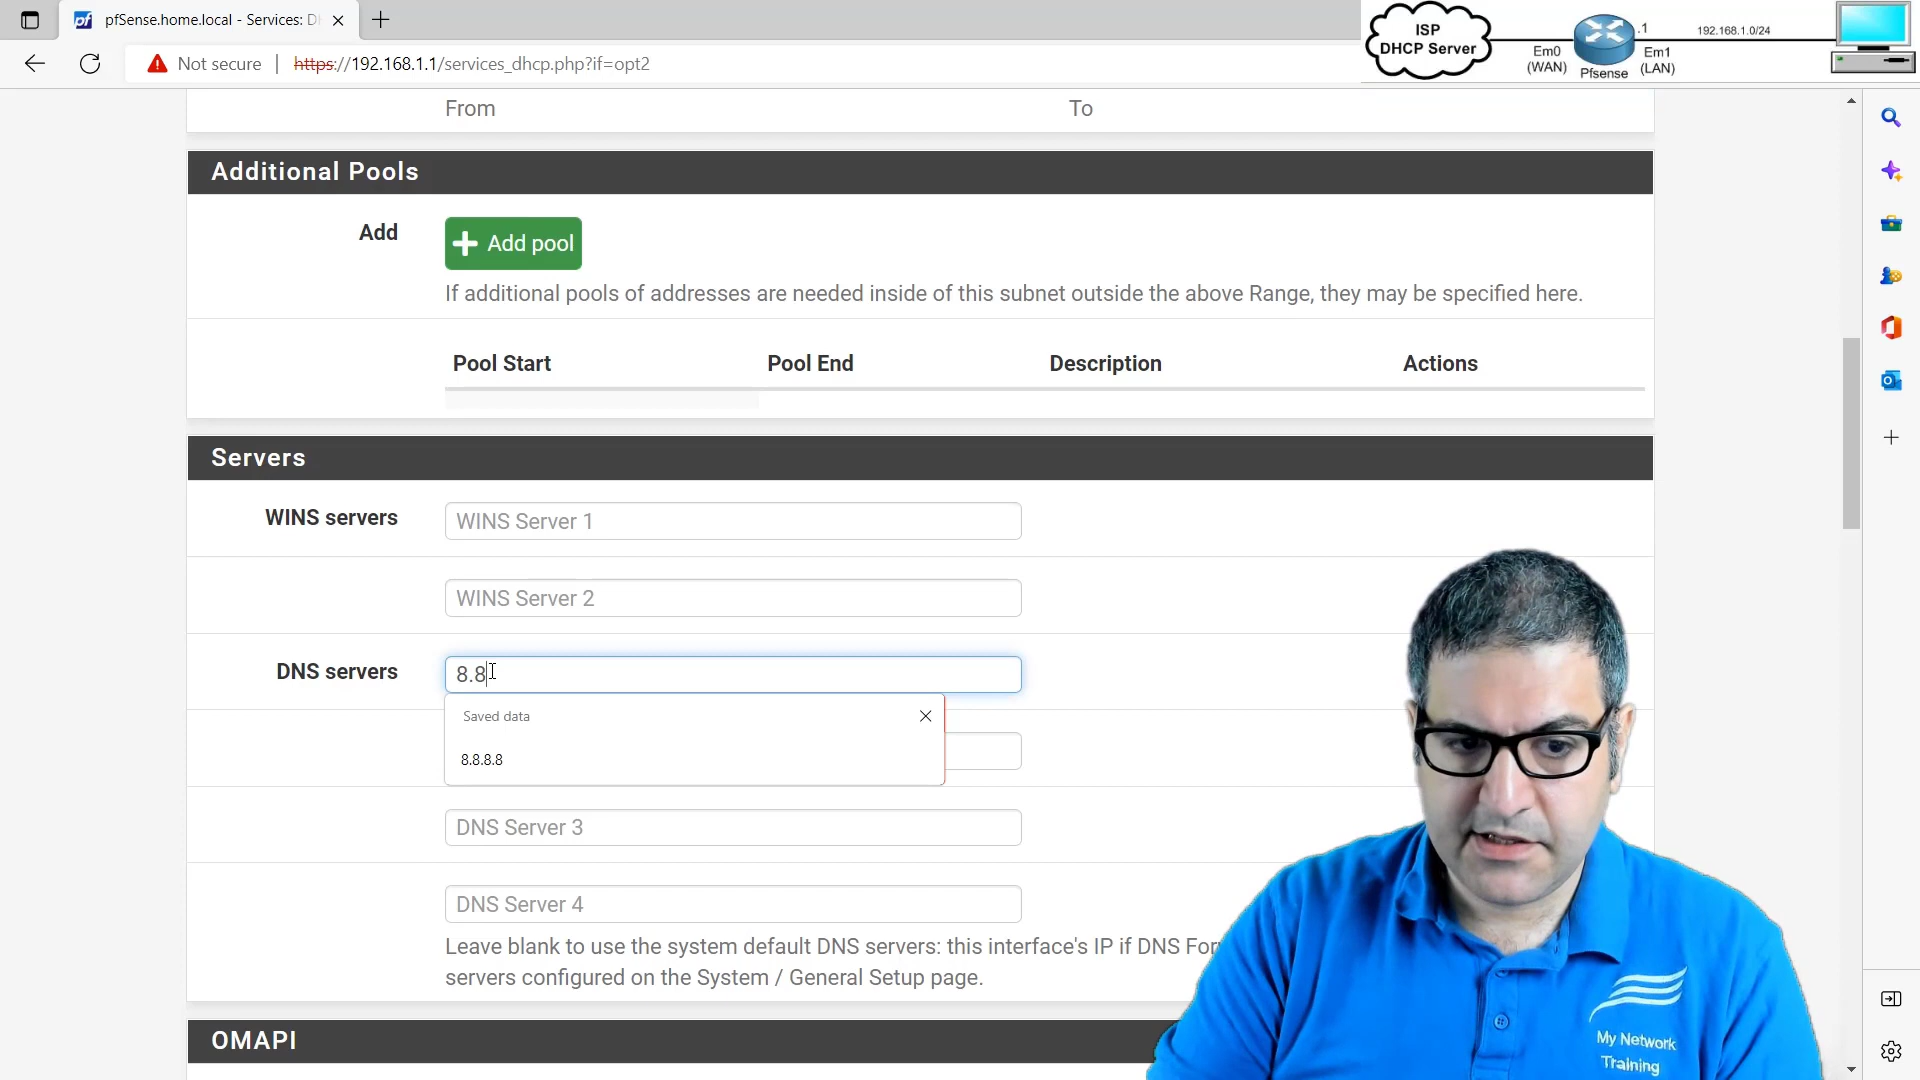 pfSense.home.local - Services: D
Not secure
https://192.168.1.1/services_dhcp.php?if=opt2
ISP
DHCP Server
Em0
(WAN)
Pfsense
.1
Em1
(LAN)
192.168.1.0/24
From
To
Additional Pools
Add
Add pool
If additional pools of addresses are needed inside of this subnet outside the above Range, they may be specified here.
Pool Start
Pool End
Description
Actions
Servers
WINS servers
WINS Server 1
WINS Server 2
DNS servers
8.8
Saved data
8.8.8.8
DNS Server 3
DNS Server 4
Leave blank to use the system default DNS servers: this interface's IP if DNS For
servers configured on the System / General Setup page.
OMAPI
My Network
Training